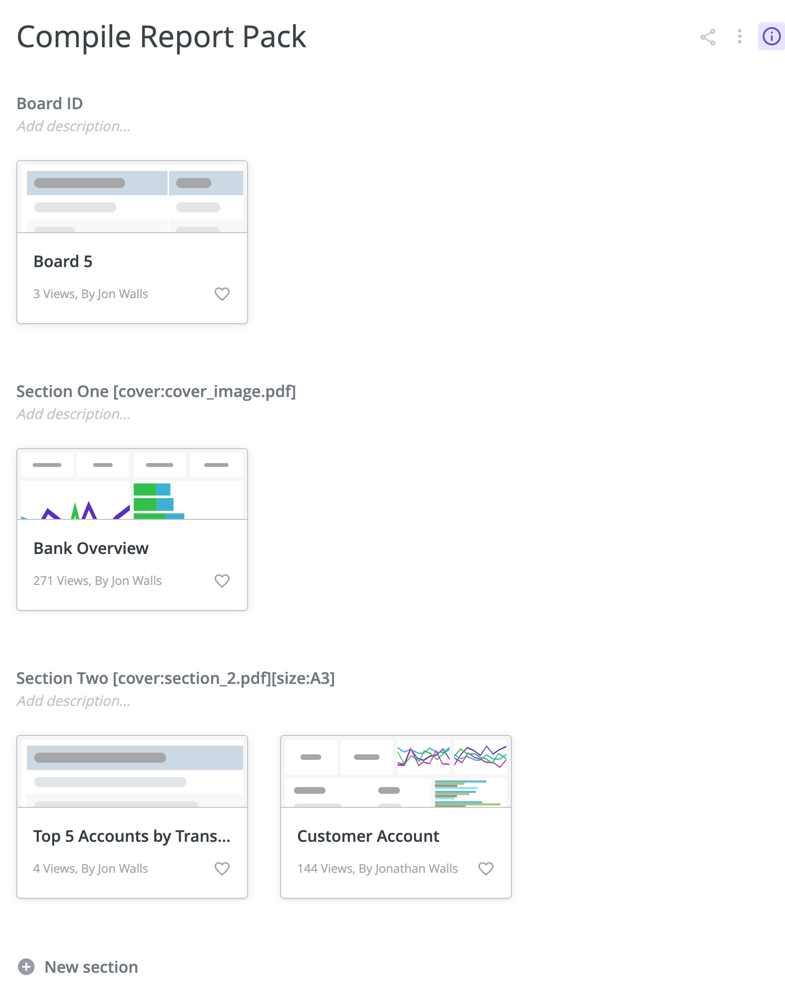 Compile Report Pack
Board ID
Add description...
Board 5
3 Views, By Jon Walls
Section One [cover:cover_image.pdf]
Add description...
Bank Overview
271 Views, By Jon Walls
Section Two [cover:section_2.pdf][size:A3]
Add description...
Top 5 Accounts by Trans...
4 Views, By Jon Walls
Customer Account
144 Views, By Jonathan Walls
New section